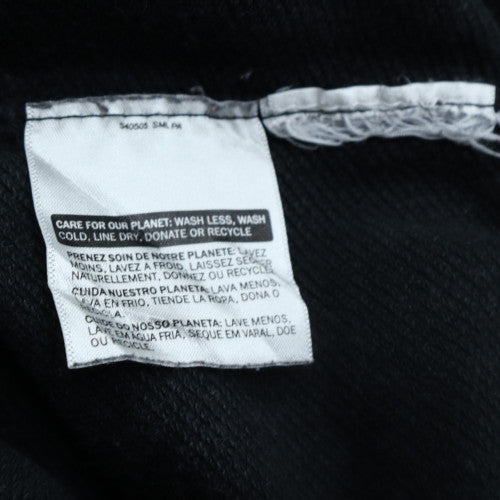 S40505 SML PR
CARE FOR OUR PLANET: WASH LESS, WASH
COLD, LINE DRY, DONATE OR RECYCLE
PRENEZ SOIN DE NOTRE PLANETE: LAVEZ
MOINS, LAVEZ A FROID, LAISSEZ SECHER
NATURELLEMENT, DONNEZ OU RECYCLEZ
CUIDA NUESTRO PLANETA: LAVA MENOS,
LAVA EN FRIO, TIENDE LA ROPA, DONA O
RECICLA.
CUIDE DO NOSSO PLANETA: LAVE MENOS,
LAVE EM AGUA FRIA, SEQUE EM VARAL, DOE
OU RECICLE.